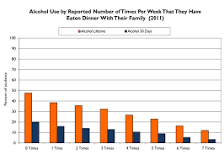 Alcohol Use by Reported Number of Times Per Week That They Have
Eaten Dinner With Their Family (2011)
Alcohol Lifetime
Alcohol 30 Days
100
90
80
70
60
50
40
30
20
10
0
Percent of students
0 Times
1 Time
2 Times
3 Times
4 Times
5 Times
6 Times
7 Times